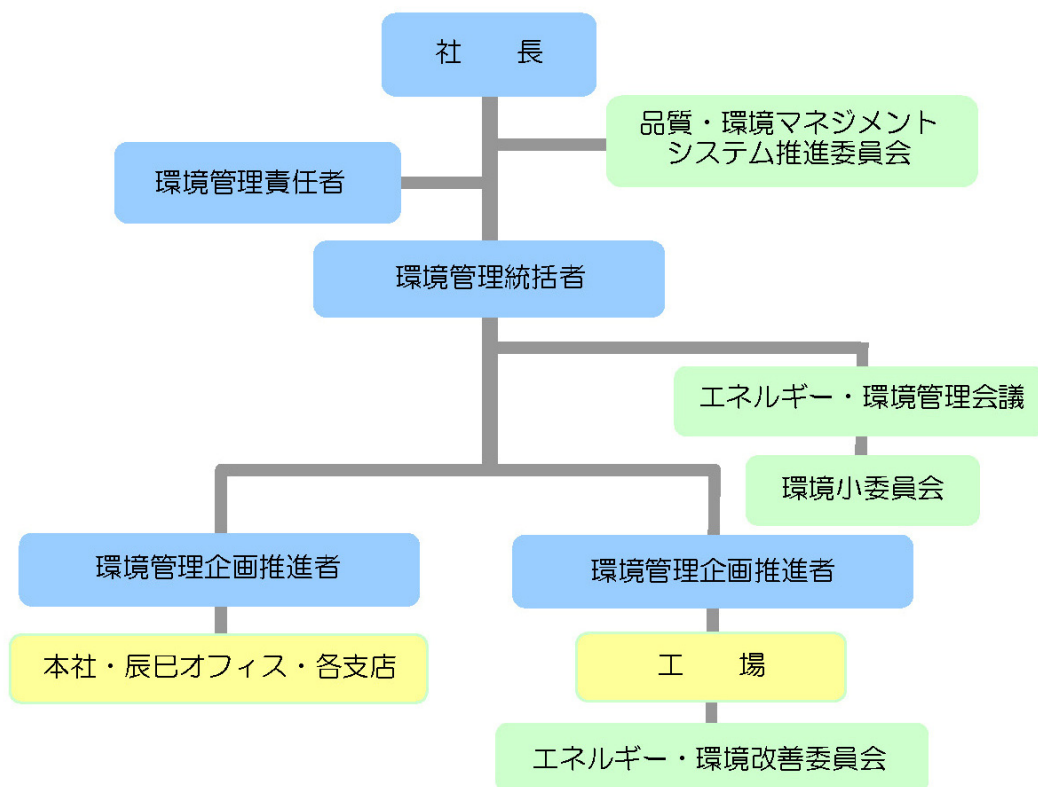 社　　長
品質・環境マネジメント
システム推進委員会
環境管理責任者
環境管理統括者
エネルギー・環境管理会議
環境小委員会
環境管理企画推進者
環境管理企画推進者
本社・辰巳オフィス・各支店
工　　場
エネルギー・環境改善委員会